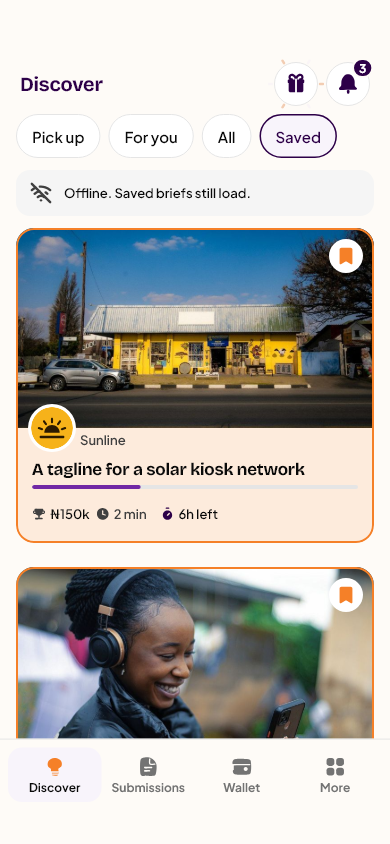 Discover
3
Pick up
For you
All
Saved
Offline. Saved briefs still load.
Sunline
A tagline for a solar kiosk network
₦150k
2 min
6h left
Discover
Submissions
Wallet
More